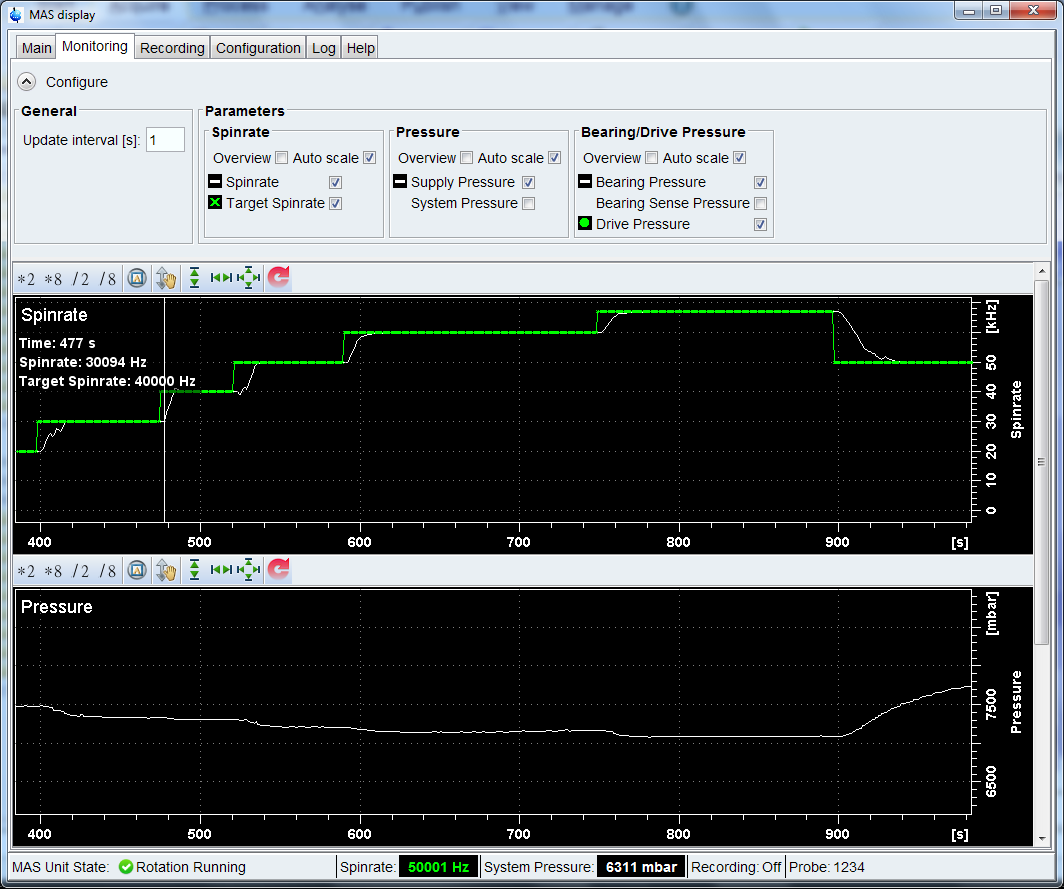 MAS display
Main Monitoring Recording Configuration Log Help
Configure
General
Update interval [s]: 1
Parameters
Spinrate
Overview Auto scale
Spinrate
Target Spinrate
Pressure
Overview Auto scale
Supply Pressure
System Pressure
Bearing/Drive Pressure
Overview Auto scale
Bearing Pressure
Bearing Sense Pressure
Drive Pressure
*2 *8 /2 /8
Spinrate
Time: 477 s
Spinrate: 30094 Hz
Target Spinrate: 40000 Hz
[kHz]
50
40
30
20
10
0
Spinrate
400 500 600 700 800 900 [s]
*2 *8 /2 /8
Pressure
[mbar]
7500
6500
Pressure
400 500 600 700 800 900 [s]
MAS Unit State: Rotation Running Spinrate: 50001 Hz System Pressure: 6311 mbar Recording: Off Probe: 1234